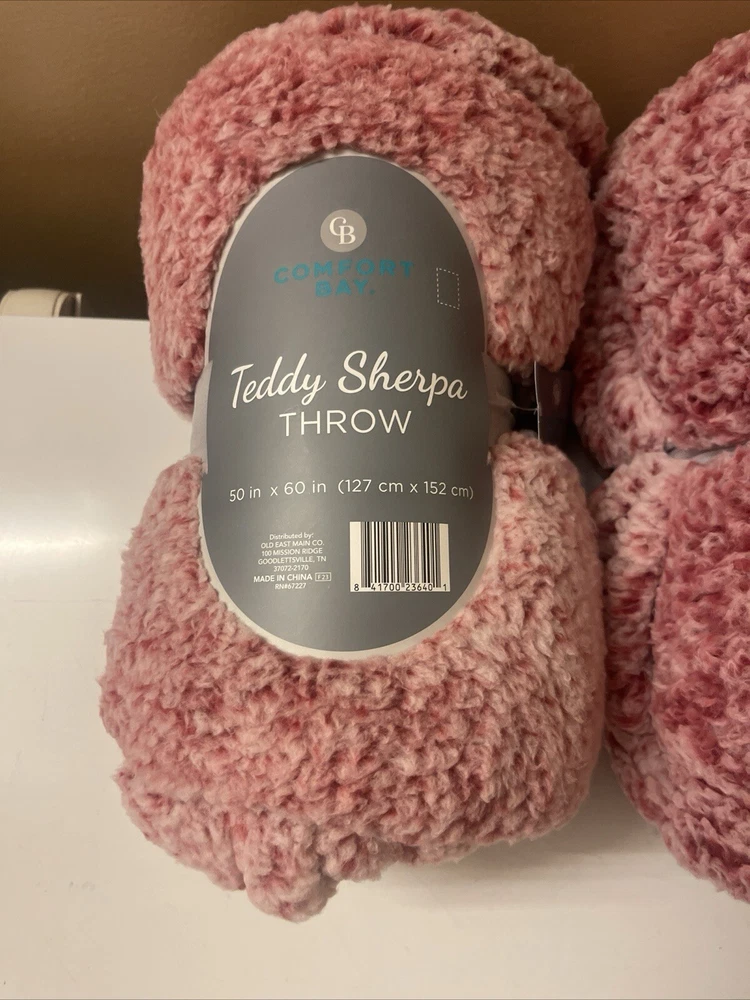 CB
COMFORT
BAY.
Teddy Sherpa
THROW
50 in x 60 in (127 cm x 152 cm)
Distributed by:
OLD EAST MAIN CO.
100 MISSION RIDGE
GOODLETTSVILLE, TN
37072-2170
MADE IN CHINA F23
RN#67227
8 41700 23640 1